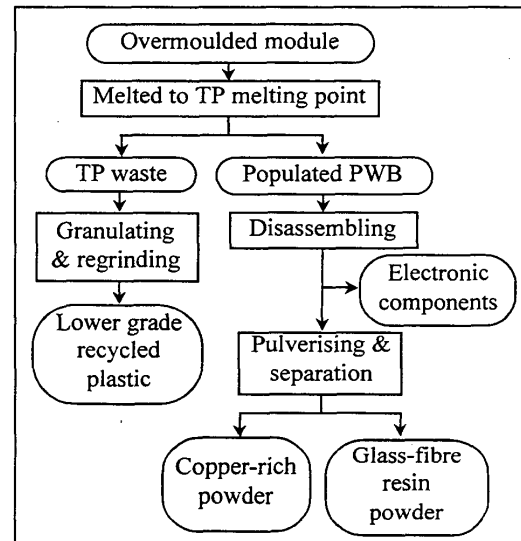 Overmoulded module
Melted to TP melting point
TP waste
Populated PWB
Granulating
& regrinding
Disassembling
Electronic
components
Lower grade
recycled
plastic
Pulverising &
separation
Copper-rich
powder
Glass-fibre
resin
powder